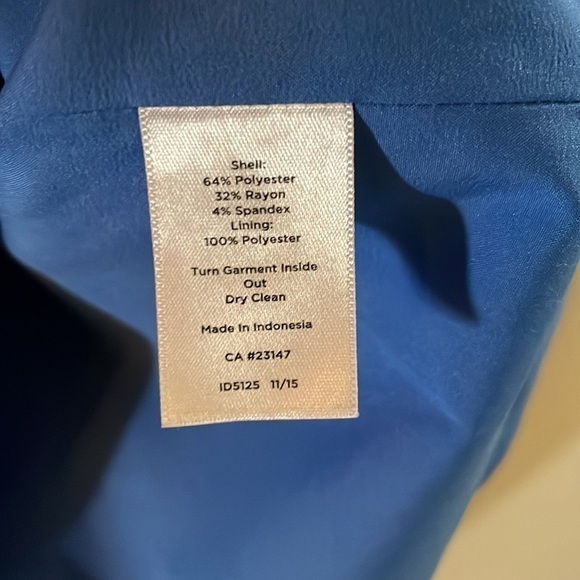 Shell:
64% Polyester
32% Rayon
4% Spandex
Lining:
100% Polyester
Turn Garment Inside
Out
Dry Clean
Made In Indonesia
CA #23147
ID5125 11/15